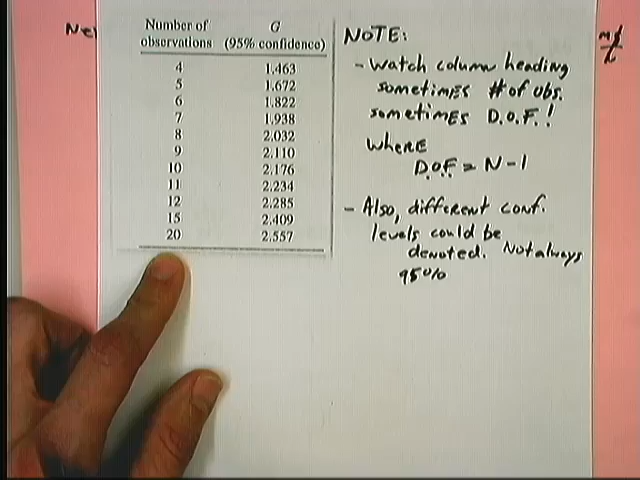 Number of G
observations (95% confidence)
4 1.463
5 1.672
6 1.822
7 1.938
8 2.032
9 2.110
10 2.176
11 2.234
12 2.285
15 2.409
20 2.557
NOTE:
- Watch column heading
sometimes # of obs.
sometimes D.O.F.!
where
D.O.F. = N - 1
- Also, different conf.
levels could be
denoted. Not always
95%